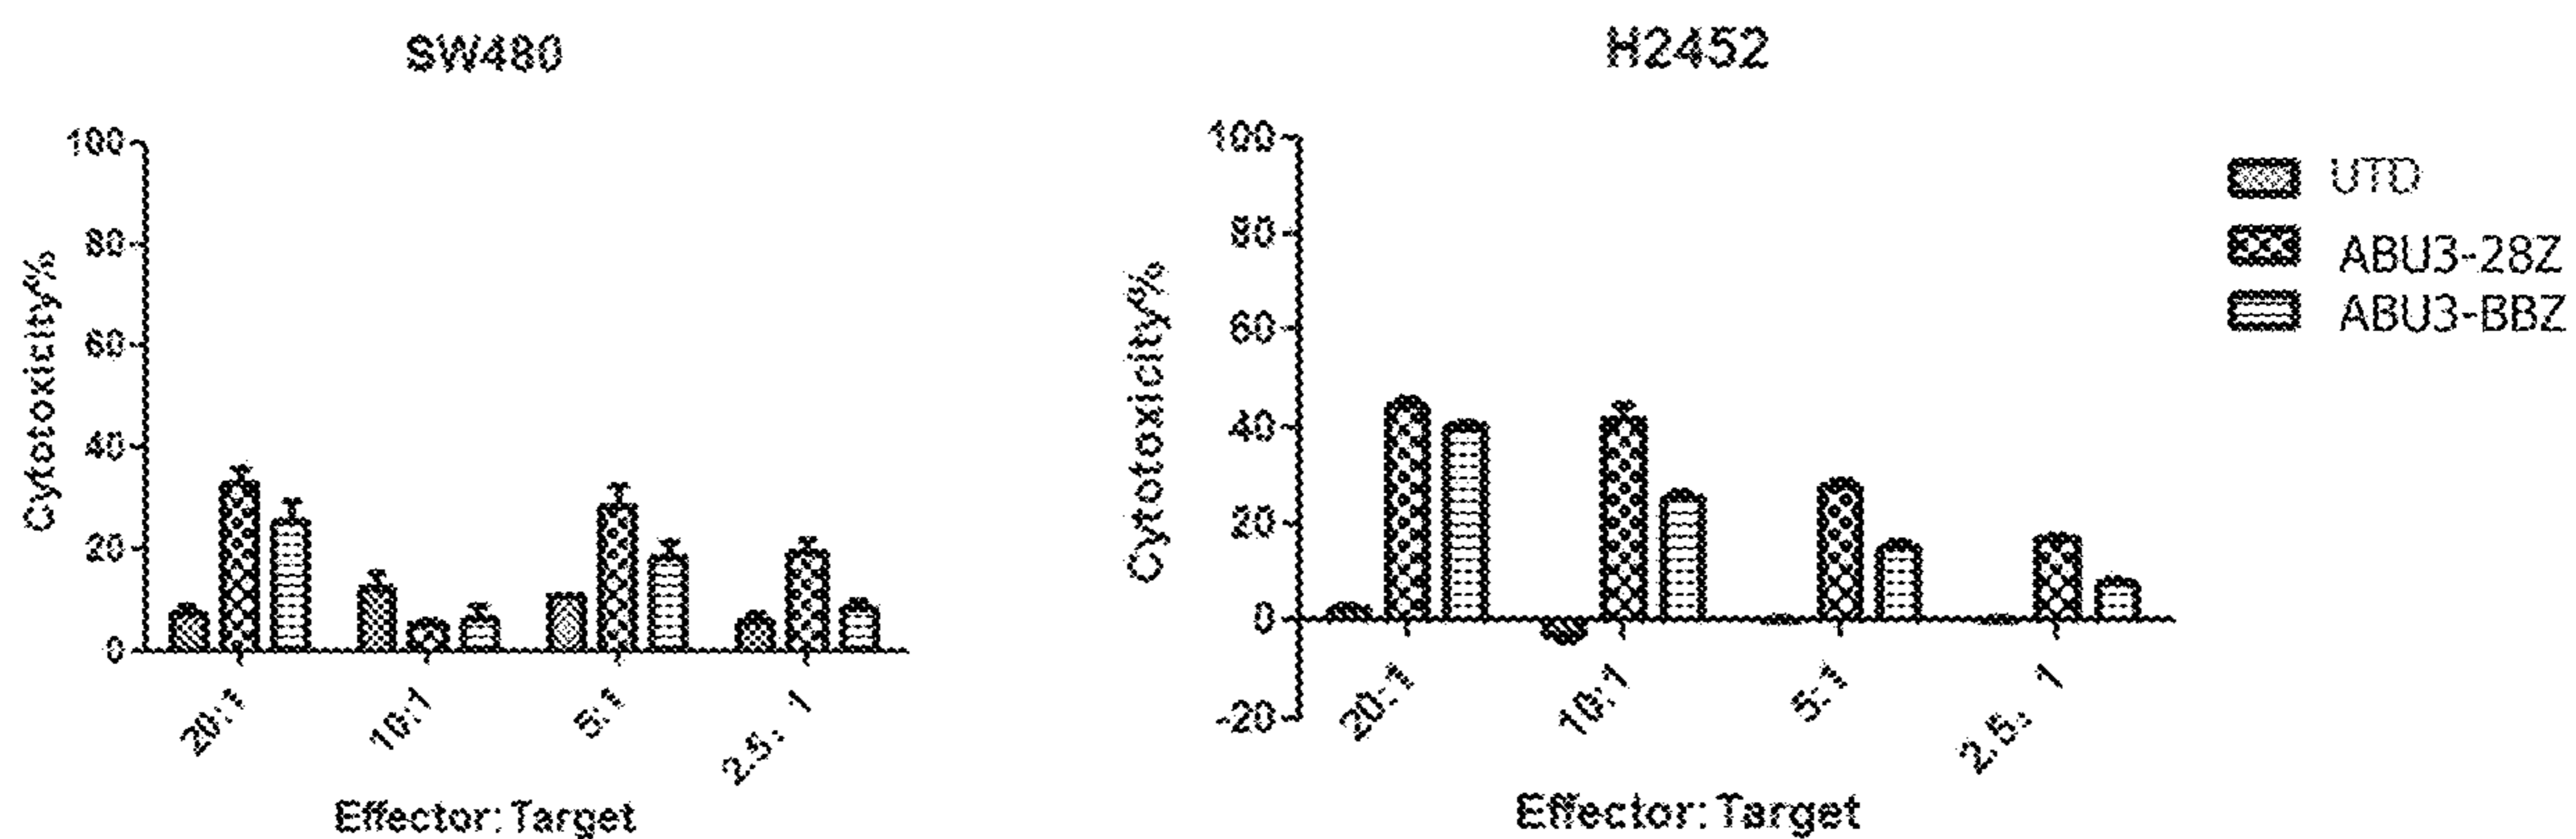 SW480
Cytotoxicity%
100
80
60
40
20
0
20:1
10:1
5:1
2.5: 1
Effector: Target
H2452
Cytotoxicity%
100
80
60
40
20
0
-20
20:1
10:1
5:1
2.5: 1
Effector: Target
UTD
ABU3-28Z
ABU3-BBZ